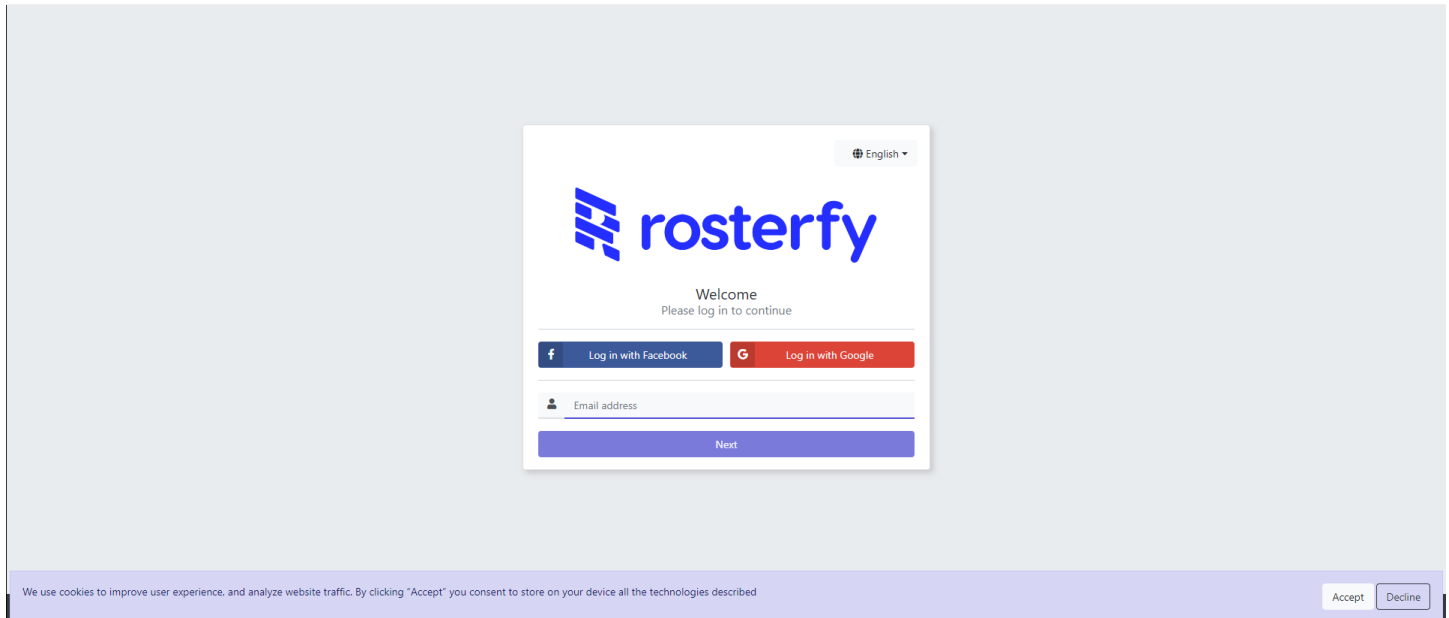 English
rosterfy
Welcome
Please log in to continue
Log in with Facebook
G Log in with Google
Email address
Next
We use cookies to improve user experience, and analyze website traffic. By clicking "Accept" you consent to store on your device all the technologies described
Accept Decline